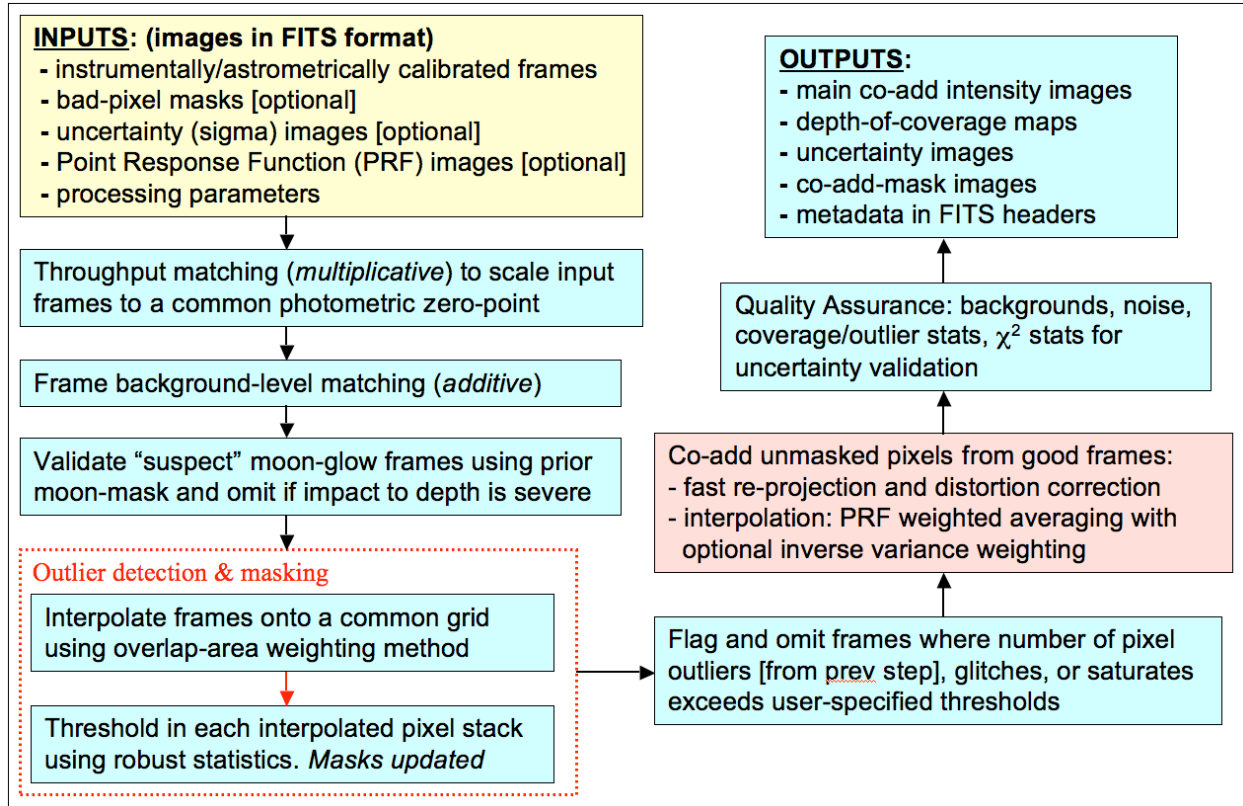 INPUTS: (images in FITS format)
- instrumentally/astrometrically calibrated frames
- bad-pixel masks [optional]
- uncertainty (sigma) images [optional]
- Point Response Function (PRF) images [optional]
- processing parameters
Throughput matching (multiplicative) to scale input
frames to a common photometric zero-point
Frame background-level matching (additive)
Validate “suspect” moon-glow frames using prior
moon-mask and omit if impact to depth is severe
Outlier detection & masking
Interpolate frames onto a common grid
using overlap-area weighting method
Threshold in each interpolated pixel stack
using robust statistics. Masks updated
Flag and omit frames where number of pixel
outliers [from prev step], glitches, or saturates
exceeds user-specified thresholds
Co-add unmasked pixels from good frames:
- fast re-projection and distortion correction
- interpolation: PRF weighted averaging with
optional inverse variance weighting
Quality Assurance: backgrounds, noise,
coverage/outlier stats, χ² stats for
uncertainty validation
OUTPUTS:
- main co-add intensity images
- depth-of-coverage maps
- uncertainty images
- co-add-mask images
- metadata in FITS headers